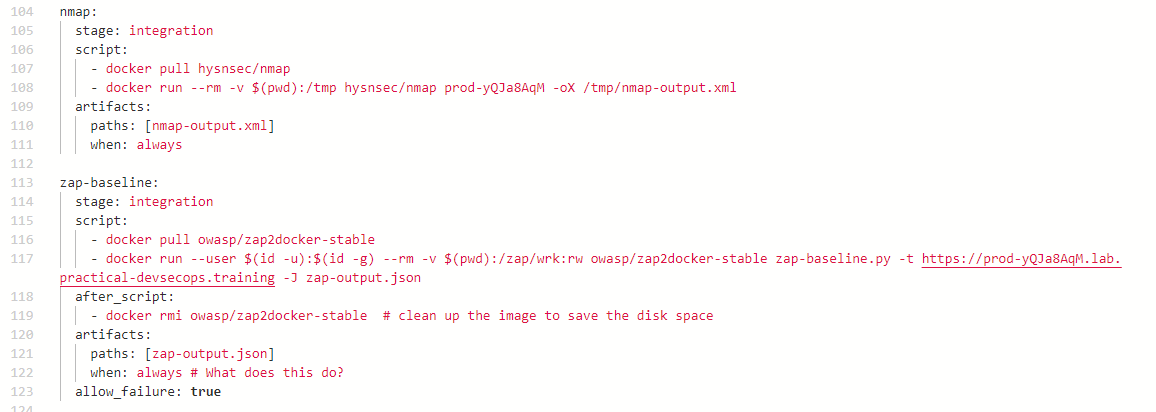 104 nmap:
105 stage: integration
106 script:
107 - docker pull hysnsec/nmap
108 - docker run --rm -v $(pwd):/tmp hysnsec/nmap prod-yQJa8AqM -oX /tmp/nmap-output.xml
109 artifacts:
110 paths: [nmap-output.xml]
111 when: always
112
113 zap-baseline:
114 stage: integration
115 script:
116 - docker pull owasp/zap2docker-stable
117 - docker run --user $(id -u):$(id -g) --rm -v $(pwd):/zap/wrk:rw owasp/zap2docker-stable zap-baseline.py -t https://prod-yQJa8AqM.lab.
practical-devsecops.training -J zap-output.json
118 after_script:
119 - docker rmi owasp/zap2docker-stable  # clean up the image to save the disk space
120 artifacts:
121 paths: [zap-output.json]
122 when: always # What does this do?
123 allow_failure: true
124